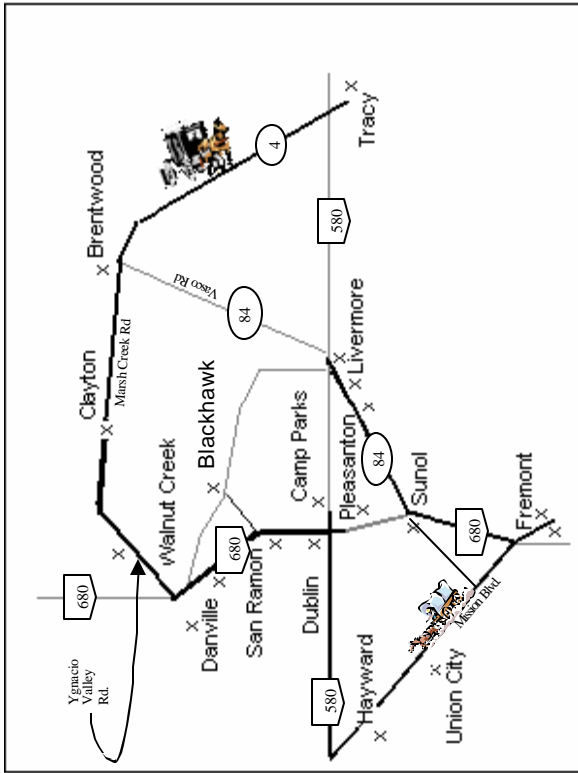 Ygnacio
Valley
Rd.
680
Walnut Creek
Clayton
Marsh Creek Rd
Brentwood
4
Tracy
Vasco Rd
84
580
Blackhawk
Danville
680
San Ramon
Camp Parks
Livermore
Dublin
Pleasanton
84
Sunol
580
Hayward
Union City
Mission Blvd
680
Fremont